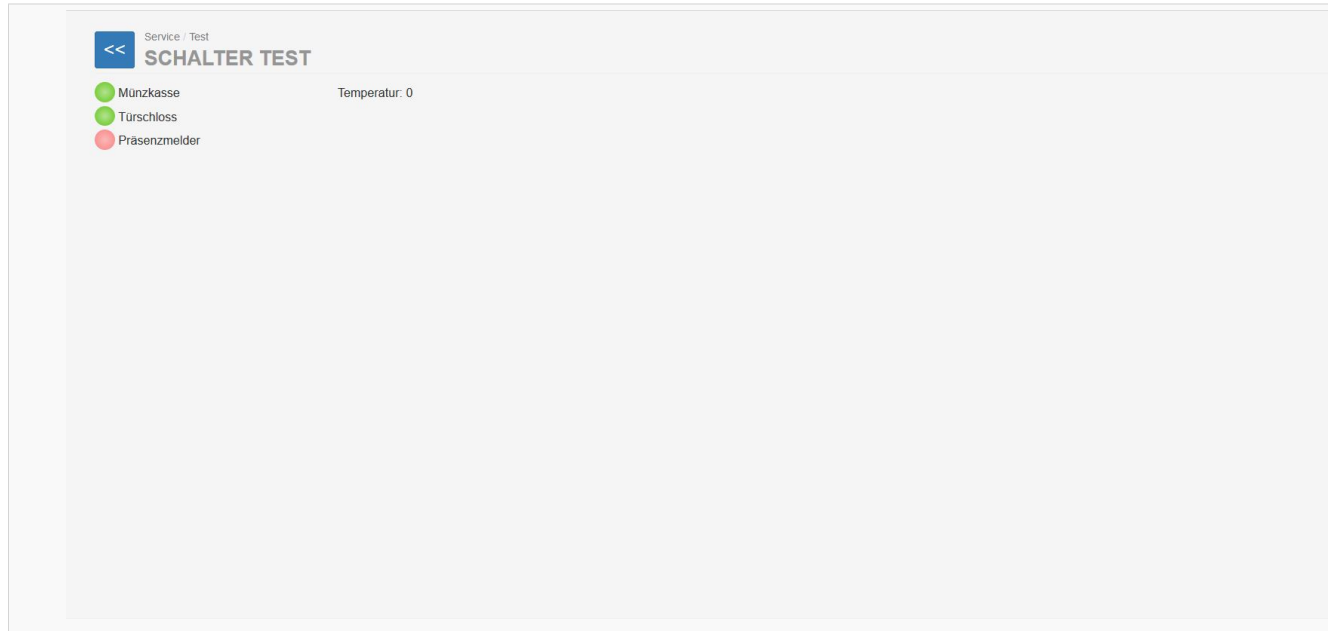 <<
Service / Test
SCHALTER TEST
Münzkasse
Temperatur: 0
Türschloss
Präsenzmelder